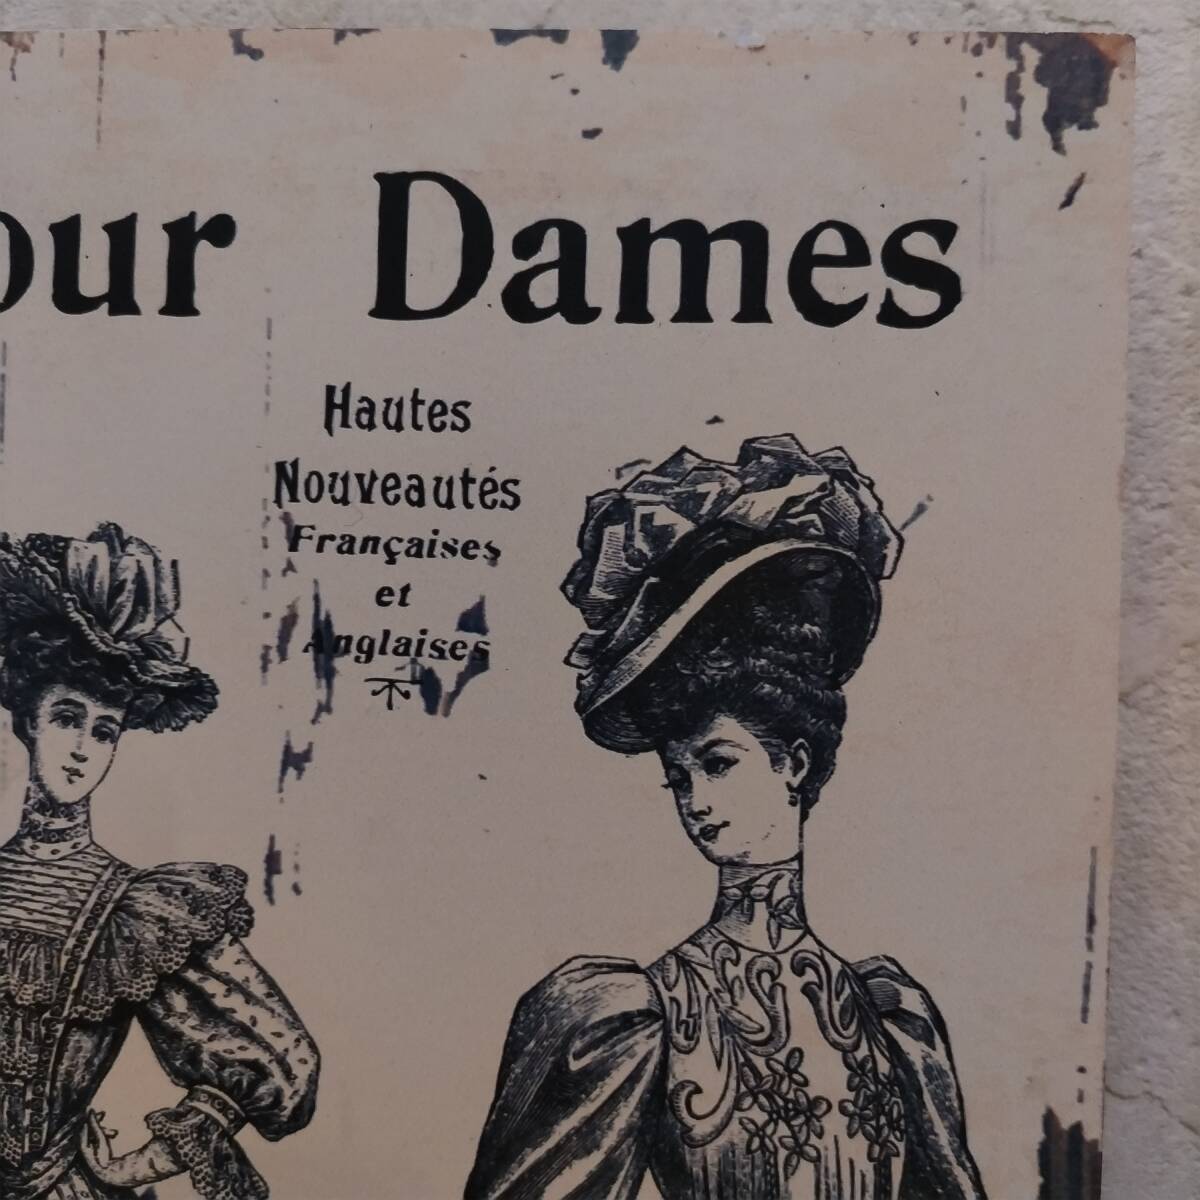 our Dames
Hautes
Nouveautés
Françaises
et
Anglaises